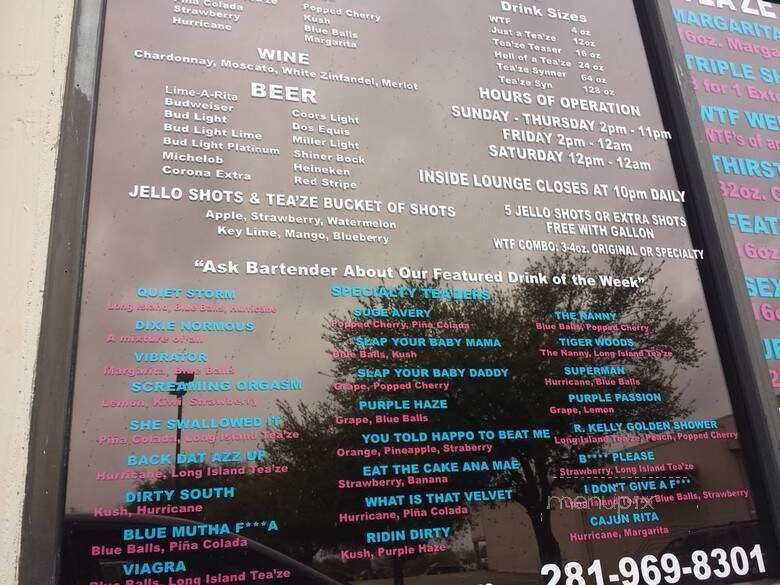 Piña Colada
Strawberry
Hurricane
Popped Cherry
Kush
Blue Balls
Margarita
WINE
Chardonnay, Moscato, White Zinfandel, Merlot
BEER
Lime-A-Rita
Budweiser
Bud Light
Bud Light Lime
Bud Light Platinum
Michelob
Corona Extra
Coors Light
Dos Equis
Miller Light
Shiner Bock
Heineken
Red Stripe
JELLO SHOTS & TEA'ZE BUCKET OF SHOTS
Apple, Strawberry, Watermelon
Key Lime, Mango, Blueberry
Drink Sizes
WTF 4 oz
Just a Tea'ze 12oz
Tea'ze Teaser 16 oz
Hell of a Tea'ze 24 oz
Tea'ze Synner 64 oz
Tea'ze Syn 128 oz
HOURS OF OPERATION
SUNDAY - THURSDAY 2pm - 11pm
FRIDAY 2pm - 12am
SATURDAY 12pm - 12am
INSIDE LOUNGE CLOSES AT 10pm DAILY
5 JELLO SHOTS OR EXTRA SHOTS
FREE WITH GALLON
WTF COMBO: 3-4oz. ORIGINAL OR SPECIALTY
"Ask Bartender About Our Featured Drink of the Week"
SPECIALTY TEAZERS
QUIET STORM
Long Island, Blue Balls, Hurricane
DIXIE NORMOUS
A mixture of all
VIBRATOR
Margarita, Blue Balls
SCREAMING ORGASM
Lemon, Kiwi, Strawberry
SHE SWALLOWED IT
Piña Colada, Long Island Tea'ze
BACK DAT AZZ UP
Hurricane, Long Island Tea'ze
DIRTY SOUTH
Kush, Hurricane
BLUE MUTHA F***A
Blue Balls, Piña Colada
VIAGRA
Blue Balls, Long Island Tea'ze
SUGE AVERY
Popped Cherry, Piña Colada
SLAP YOUR BABY MAMA
Blue Balls, Kush
SLAP YOUR BABY DADDY
Grape, Popped Cherry
PURPLE HAZE
Grape, Blue Balls
YOU TOLD HAPPO TO BEAT ME
Orange, Pineapple, Straberry
EAT THE CAKE ANA MAE
Strawberry, Banana
WHAT IS THAT VELVET
Hurricane, Piña Colada
RIDIN DIRTY
Kush, Purple Haze
THE NANNY
Blue Balls, Popped Cherry
TIGER WOODS
The Nanny, Long Island Tea'ze
SUPERMAN
Hurricane, Blue Balls
PURPLE PASSION
Grape, Lemon
R. KELLY GOLDEN SHOWER
Long Island Tea'ze, Peach, Popped Cherry
B**** PLEASE
Strawberry, Long Island Tea'ze
I DON'T GIVE A F***
Long Island Tea'ze, Blue Balls, Strawberry
CAJUN RITA
Hurricane, Margarita
281-969-8301
MARGARITA
16oz. Marga
TRIPLE
for 1 Ext
WTF WE
WTF's of
THIRS
32oz.
FEAT
menupix